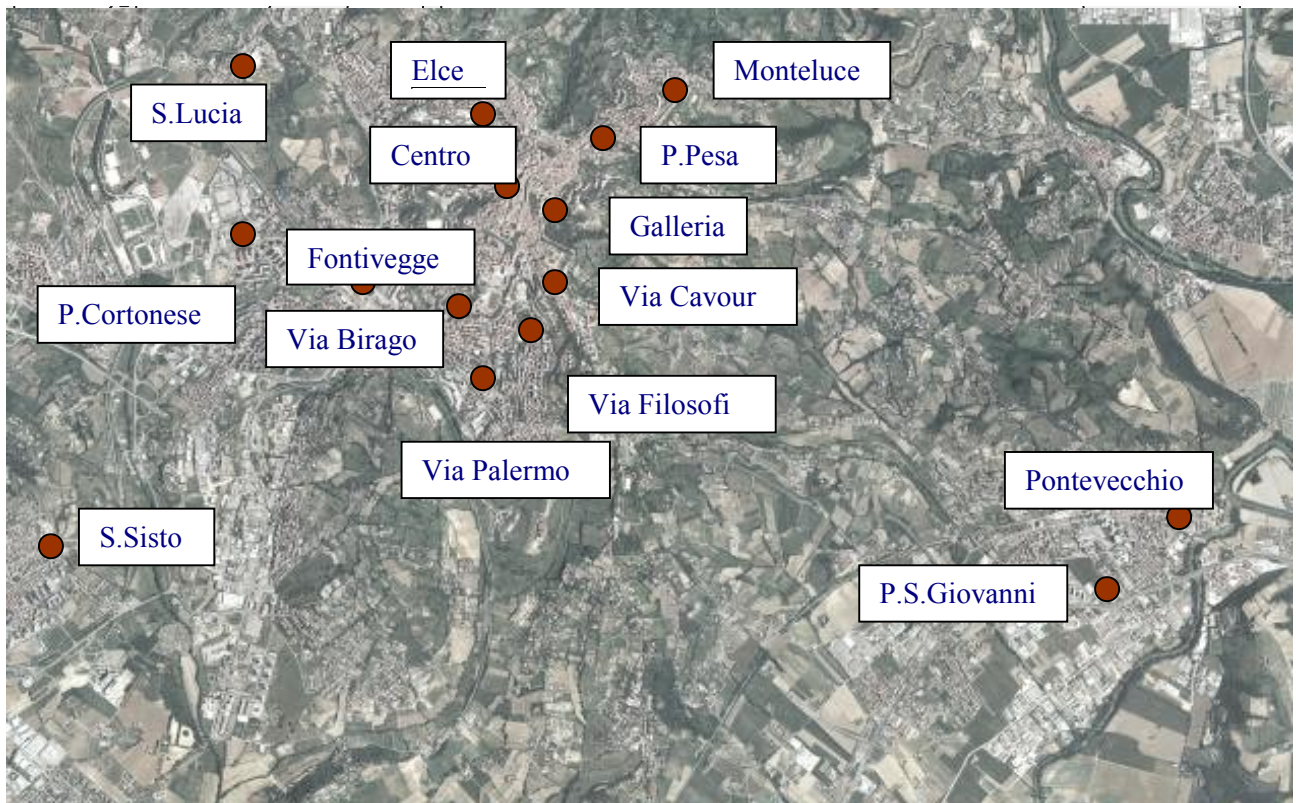 Elce
Monteluce
S.Lucia
Centro
P.Pesa
Galleria
Fontivegge
Via Cavour
P.Cortonese
Via Birago
Via Filosofi
Via Palermo
Pontevecchio
S.Sisto
P.S.Giovanni